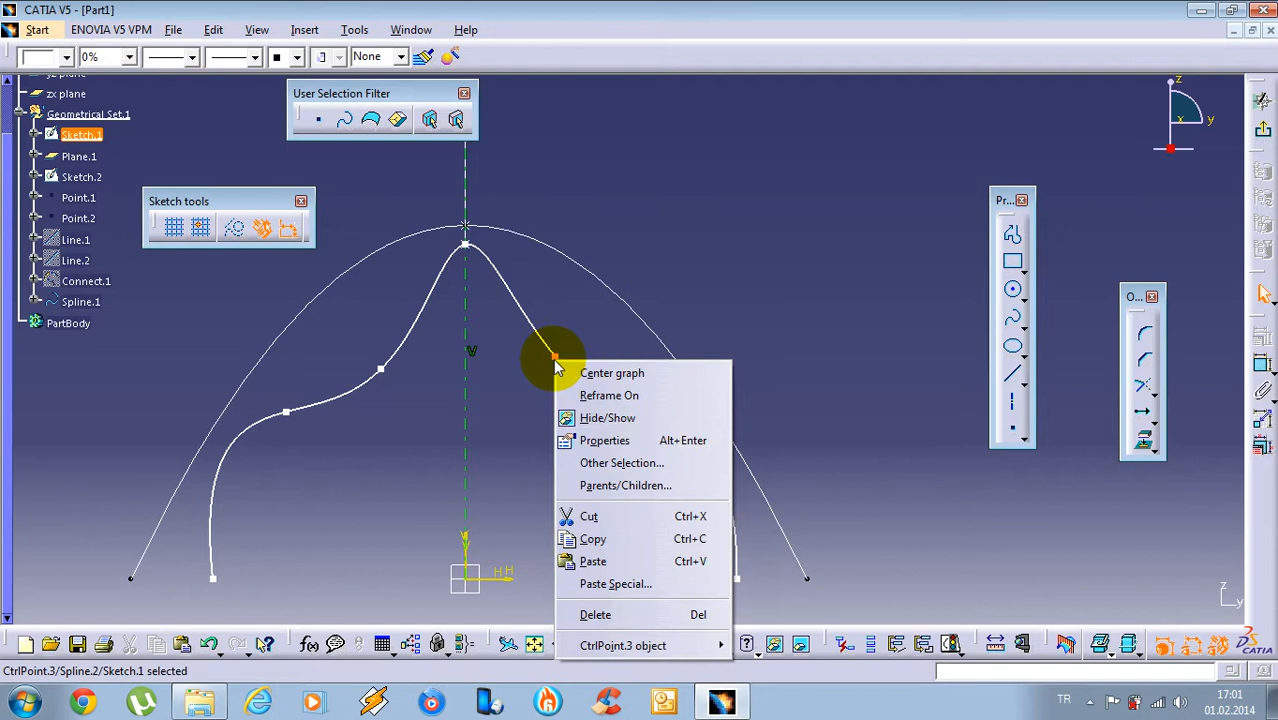 CATIA V5 - [Part1]
Start ENOVIA V5 VPM File Edit View Insert Tools Window Help
0% None
yz plane
zx plane
Geometrical Set.1
Sketch.1
Plane.1
Sketch.2
Point.1
Point.2
Line.1
Line.2
Connect.1
Spline.1
PartBody
User Selection Filter
Sketch tools
V
V
H H
Center graph
Reframe On
Hide/Show
Properties Alt+Enter
Other Selection...
Parents/Children...
Cut Ctrl+X
Copy Ctrl+C
Paste Ctrl+V
Paste Special...
Delete Del
CtrlPoint.3 object
Pr...
O...
z
x y
z
y
f(x)
CATIA
CtrlPoint.3/Spline.2/Sketch.1 selected
TR 17:01
01.02.2014